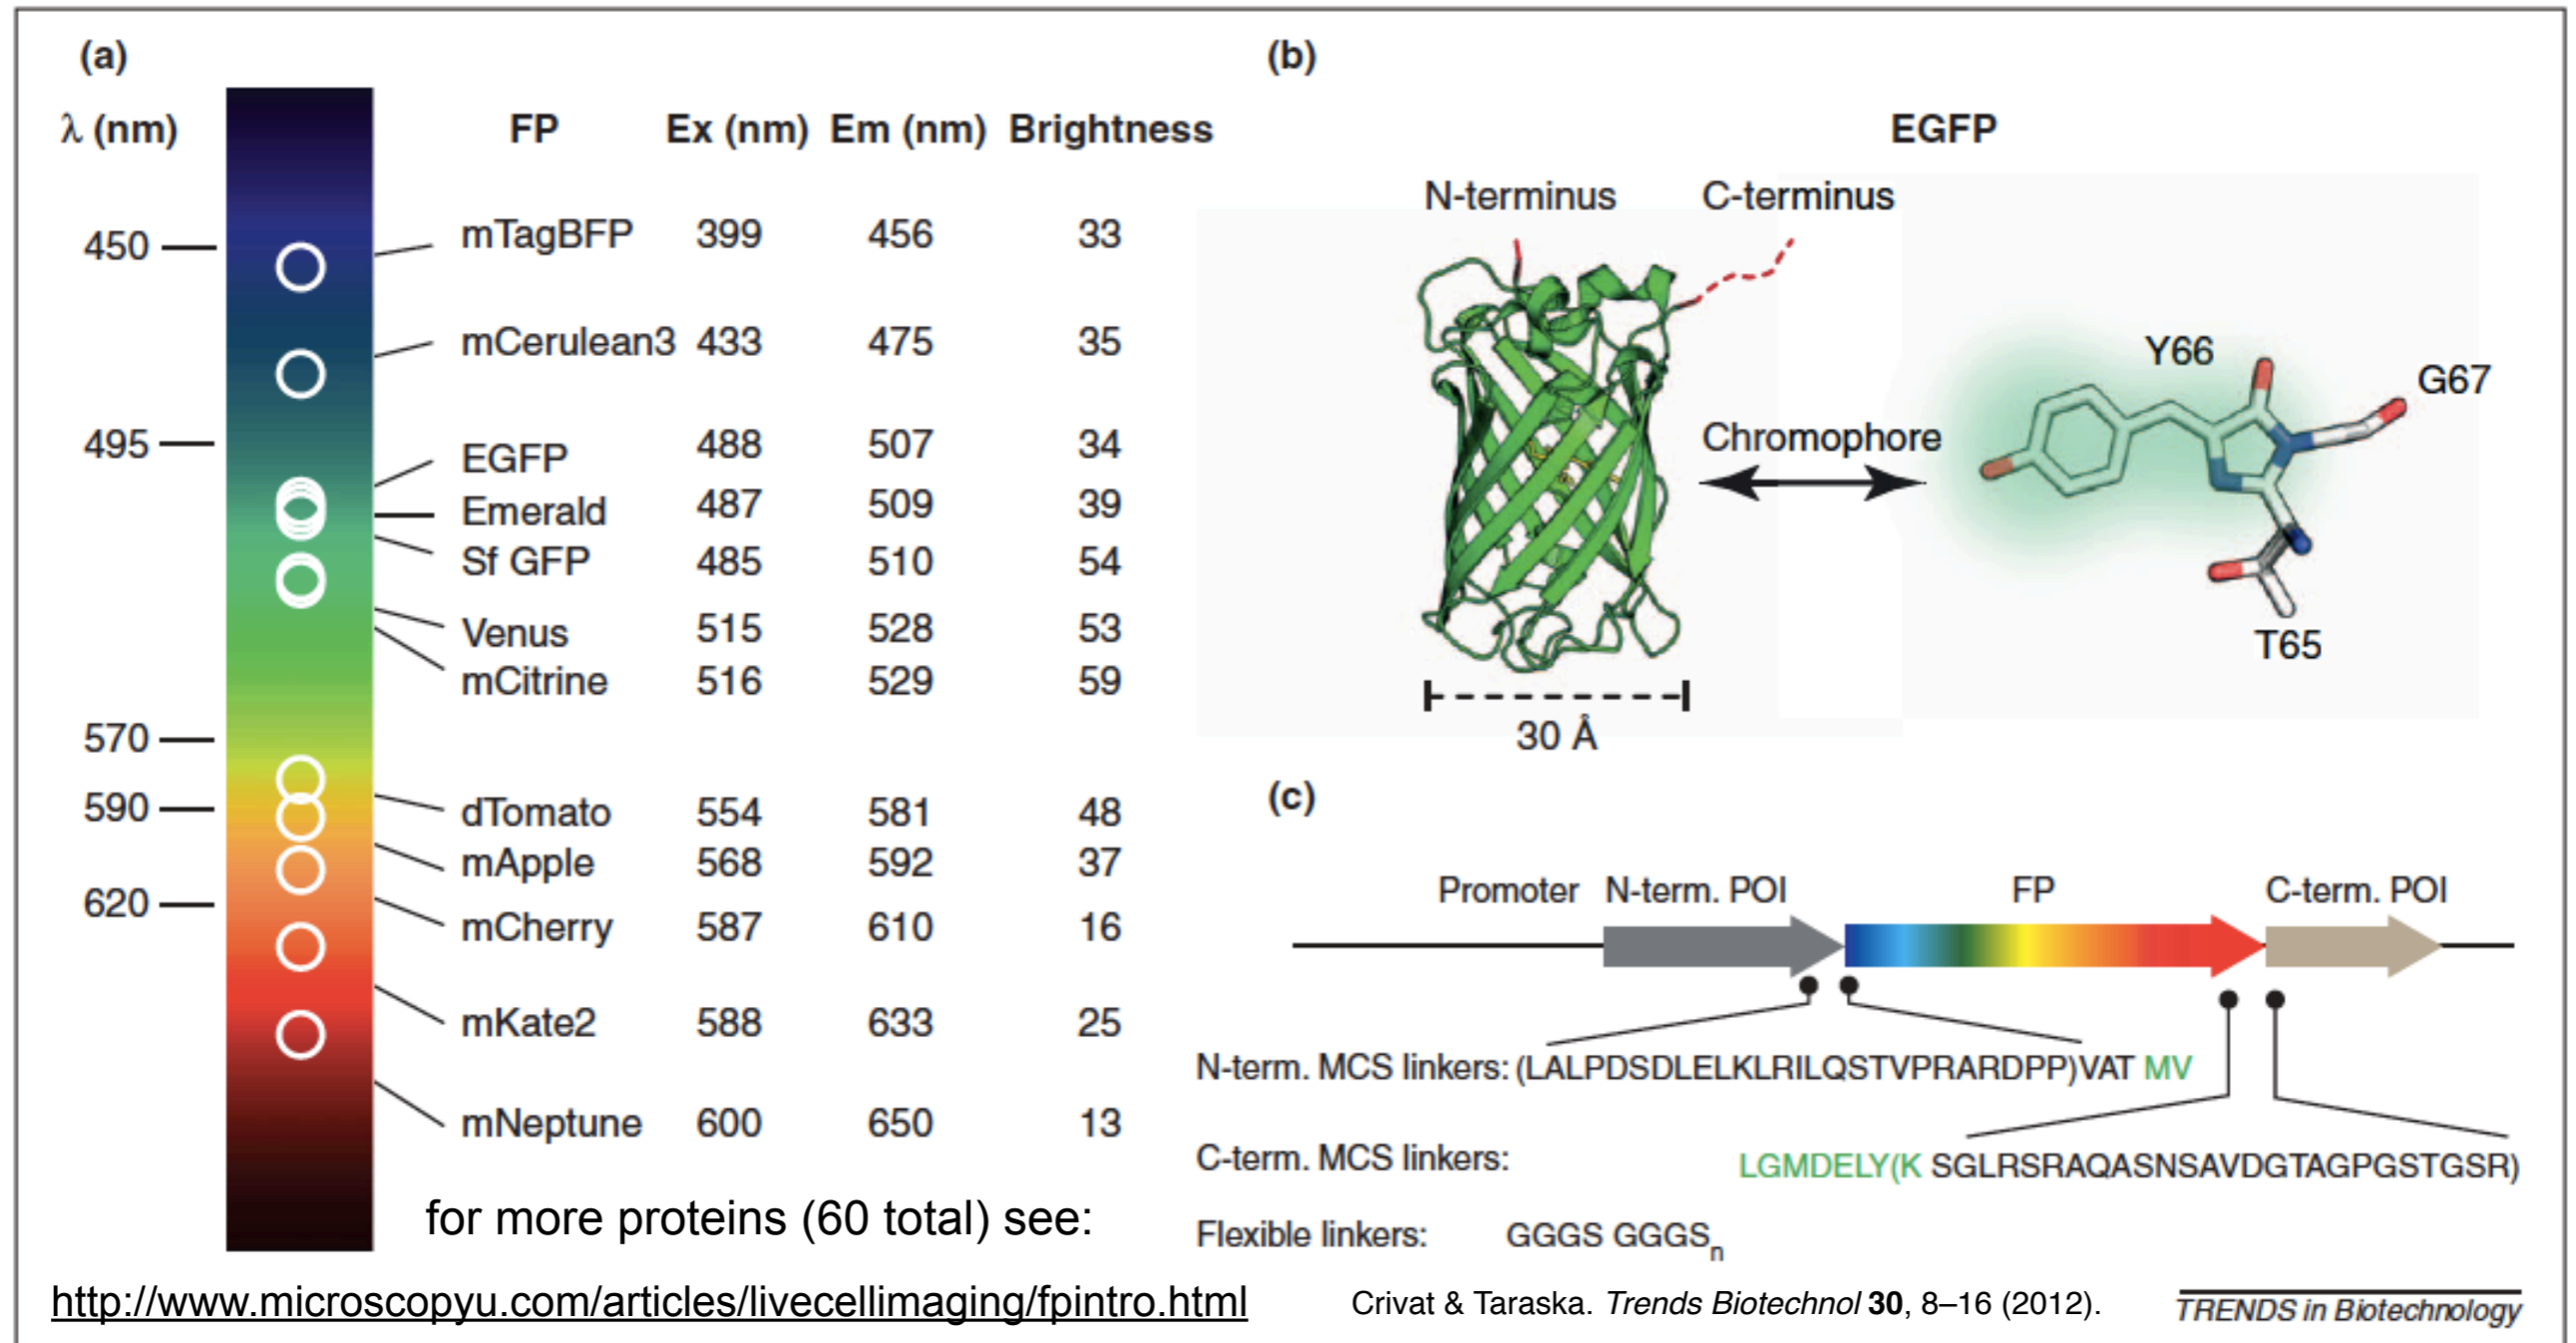 (a)
λ (nm)
FP Ex (nm) Em (nm) Brightness
450
495
570
590
620
mTagBFP 399 456 33
mCerulean3 433 475 35
EGFP 488 507 34
Emerald 487 509 39
Sf GFP 485 510 54
Venus 515 528 53
mCitrine 516 529 59
dTomato 554 581 48
mApple 568 592 37
mCherry 587 610 16
mKate2 588 633 25
mNeptune 600 650 13
for more proteins (60 total) see:
http://www.microscopyu.com/articles/livecellimaging/fpintro.html
(b)
EGFP
N-terminus C-terminus
Chromophore
Y66
G67
T65
30 Å
(c)
Promoter N-term. POI FP C-term. POI
N-term. MCS linkers: (LALPDSDLELKLRILQSTVPRARDPP)VAT MV
C-term. MCS linkers: LGMDELY(K SGLRSRAQASNSAVDGTAGPGSTGSR)
Flexible linkers: GGGS GGGSn
Crivat & Taraska. Trends Biotechnol 30, 8–16 (2012).
TRENDS in Biotechnology